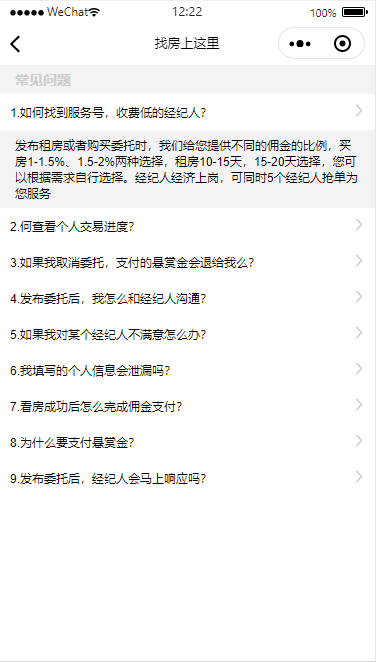 WeChat 12:22 100%
找房上这里
常见问题
1.如何找到服务号，收费低的经纪人?
发布租房或者购买委托时，我们给您提供不同的佣金的比例，买
房1-1.5%、1.5-2%两种选择，租房10-15天，15-20天选择，您可
以根据需求自行选择。经纪人经济上岗，可同时5个经纪人抢单为
您服务
2.何查看个人交易进度?
3.如果我取消委托，支付的悬赏金会退给我么?
4.发布委托后，我怎么和经纪人沟通?
5.如果我对某个经纪人不满意怎么办?
6.我填写的个人信息会泄漏吗?
7.看房成功后怎么完成佣金支付?
8.为什么要支付悬赏金?
9.发布委托后，经纪人会马上响应吗?